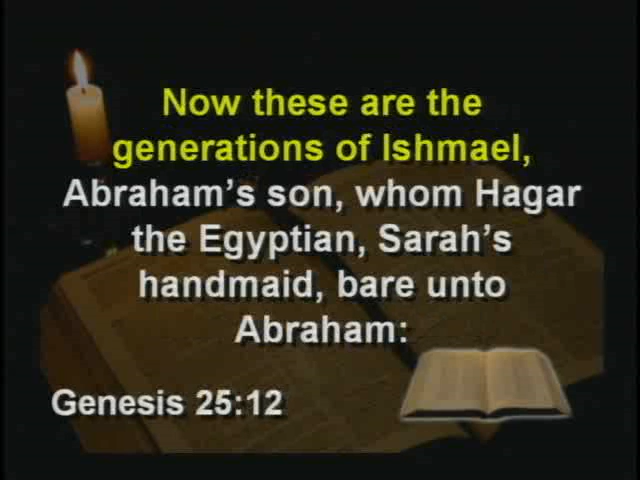 Now these are the
generations of Ishmael,
Abraham’s son, whom Hagar
the Egyptian, Sarah’s
handmaid, bare unto
Abraham:
Genesis 25:12